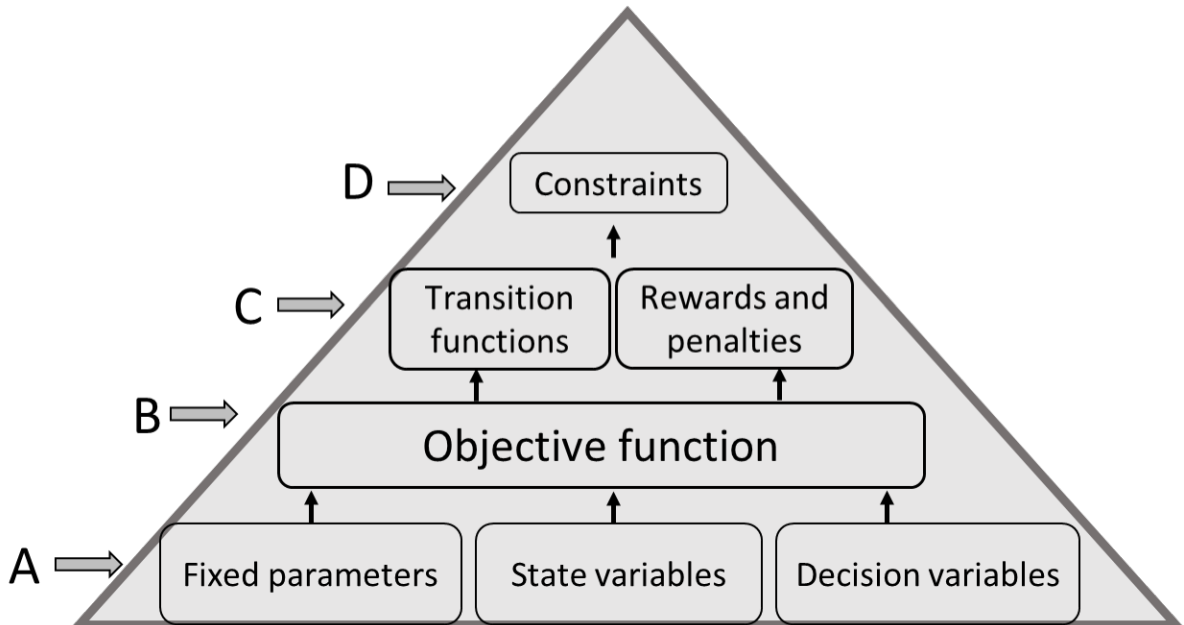 D
Constraints
C
Transition
functions
Rewards and
penalties
B
Objective function
A
Fixed parameters
State variables
Decision variables